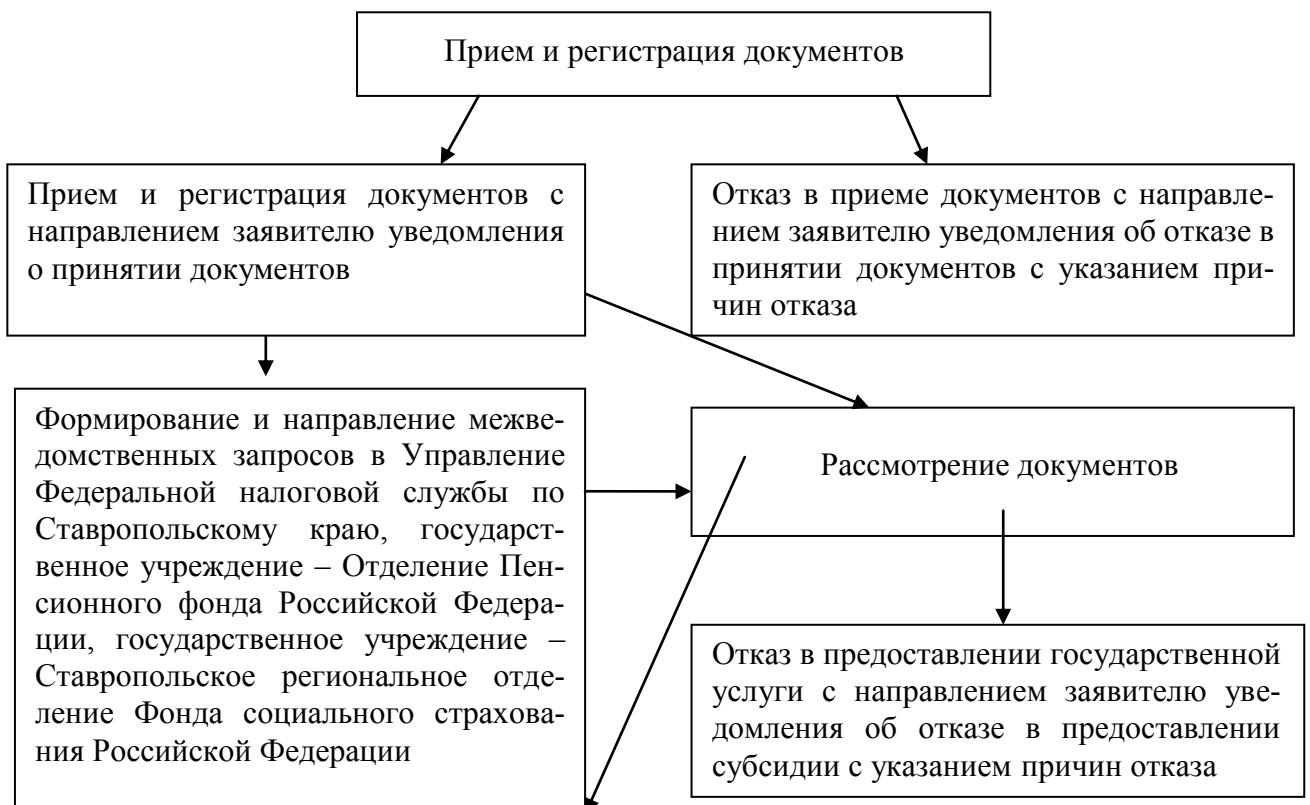 Прием и регистрация документов
Прием и регистрация документов с
направлением заявителю уведомления
о принятии документов
Отказ в приеме документов с направле-
нием заявителю уведомления об отказе в
принятии документов с указанием при-
чин отказа
Формирование и направление межве-
домственных запросов в Управление
Федеральной налоговой службы по
Ставропольскому краю, государст-
венное учреждение – Отделение Пен-
сионного фонда Российской Федера-
ции, государственное учреждение –
Ставропольское региональное отде-
ление Фонда социального страхова-
ния Российской Федерации
Рассмотрение документов
Отказ в предоставлении государственной
услуги с направлением заявителю уве-
домления об отказе в предоставлении
субсидии с указанием причин отказа